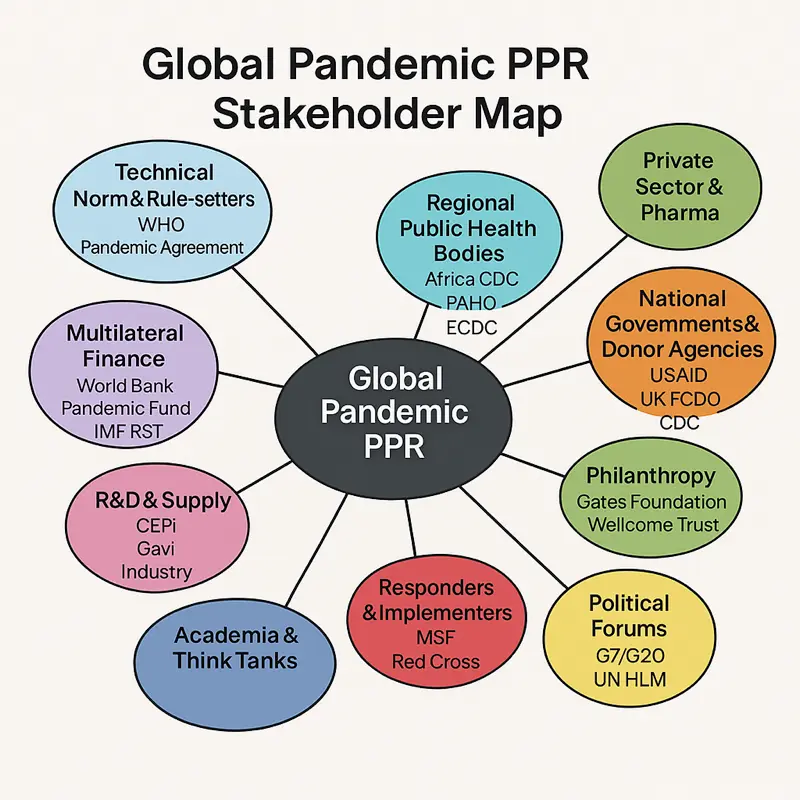 Global Pandemic PPR
Stakeholder Map
Technical
Norm & Rule-setters
WHO
Pandemic Agreement
Regional
Public Health
Bodies
Africa CDC
PAHO
ECDC
Private
Sector &
Pharma
Multilateral
Finance
World Bank
Pandemic Fund
IMF RST
Global
Pandemic
PPR
National
Govemments&
Donor Agencies
USAID
UK FCDO
CDC
R&D & Supply
CEPi
Gavi
Industry
Philanthropy
Gates Foundation
Wellcome Trust
Academia &
Think Tanks
Responders
& Implementers
MSF
Red Cross
Political
Forums
G7/G20
UN HLM